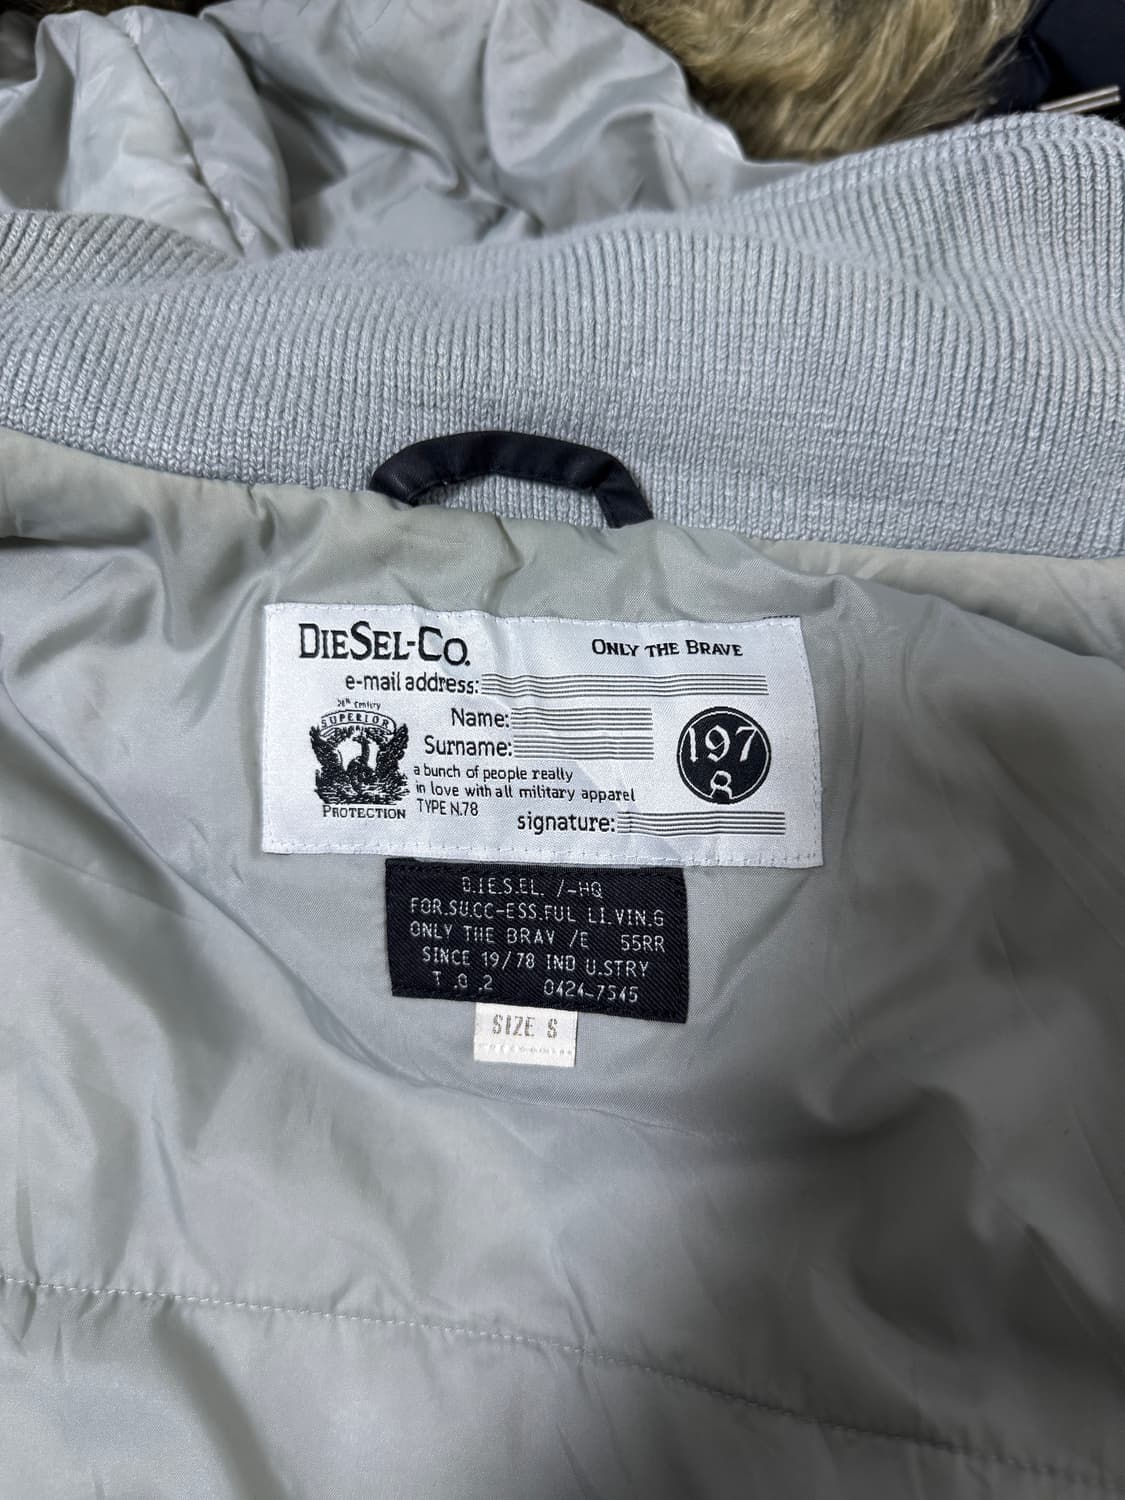 DIESEL-CO.
ONLY THE BRAVE
e-mail address:
20th Century
SUPERIOR
PROTECTION
Name:
Surname:
a bunch of people really
in love with all military apparel
TYPE N.78
197
8
signature:
D.I.E.S.EL. /-HQ
FOR.SU.CC-ESS.FUL LI.VIN.G
ONLY THE BRAV /E 55RR
SINCE 19/78 IND U.STRY
T .0 .2 0424-7545
SIZE S